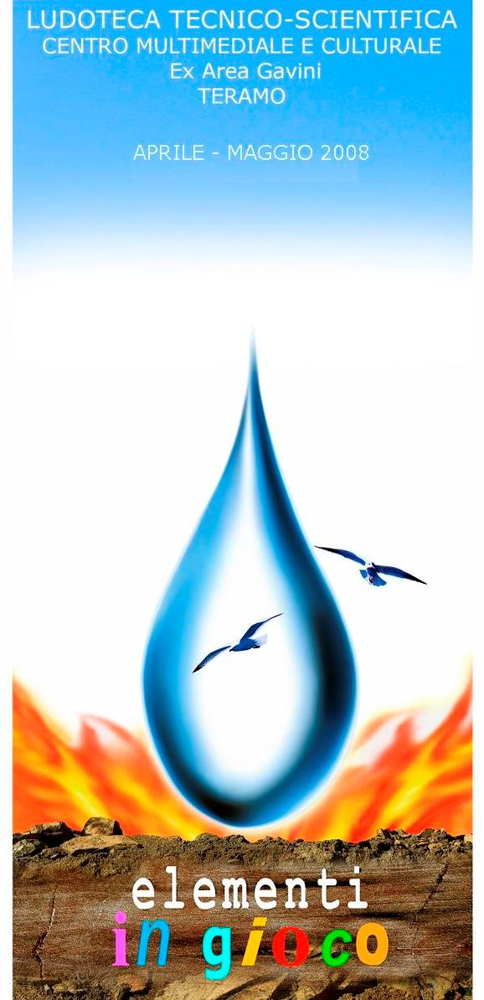 LUDOTECA TECNICO-SCIENTIFICA
CENTRO MULTIMEDIALE E CULTURALE
Ex Area Gavini
TERAMO
APRILE - MAGGIO 2008
elementi
in gioco